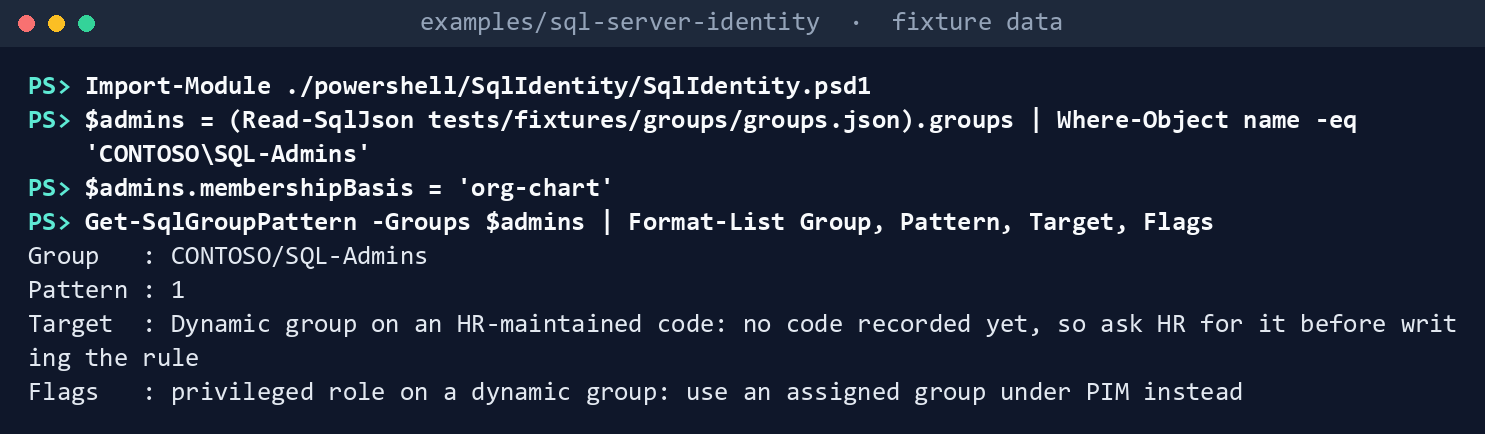 examples/sql-server-identity · fixture data
PS> Import-Module ./powershell/SqlIdentity/SqlIdentity.psd1
PS> $admins = (Read-SqlJson tests/fixtures/groups/groups.json).groups | Where-Object name -eq
'CONTOSO\SQL-Admins'
PS> $admins.membershipBasis = 'org-chart'
PS> Get-SqlGroupPattern -Groups $admins | Format-List Group, Pattern, Target, Flags
Group   : CONTOSO/SQL-Admins
Pattern : 1
Target  : Dynamic group on an HR-maintained code: no code recorded yet, so ask HR for it before writ
ing the rule
Flags   : privileged role on a dynamic group: use an assigned group under PIM instead